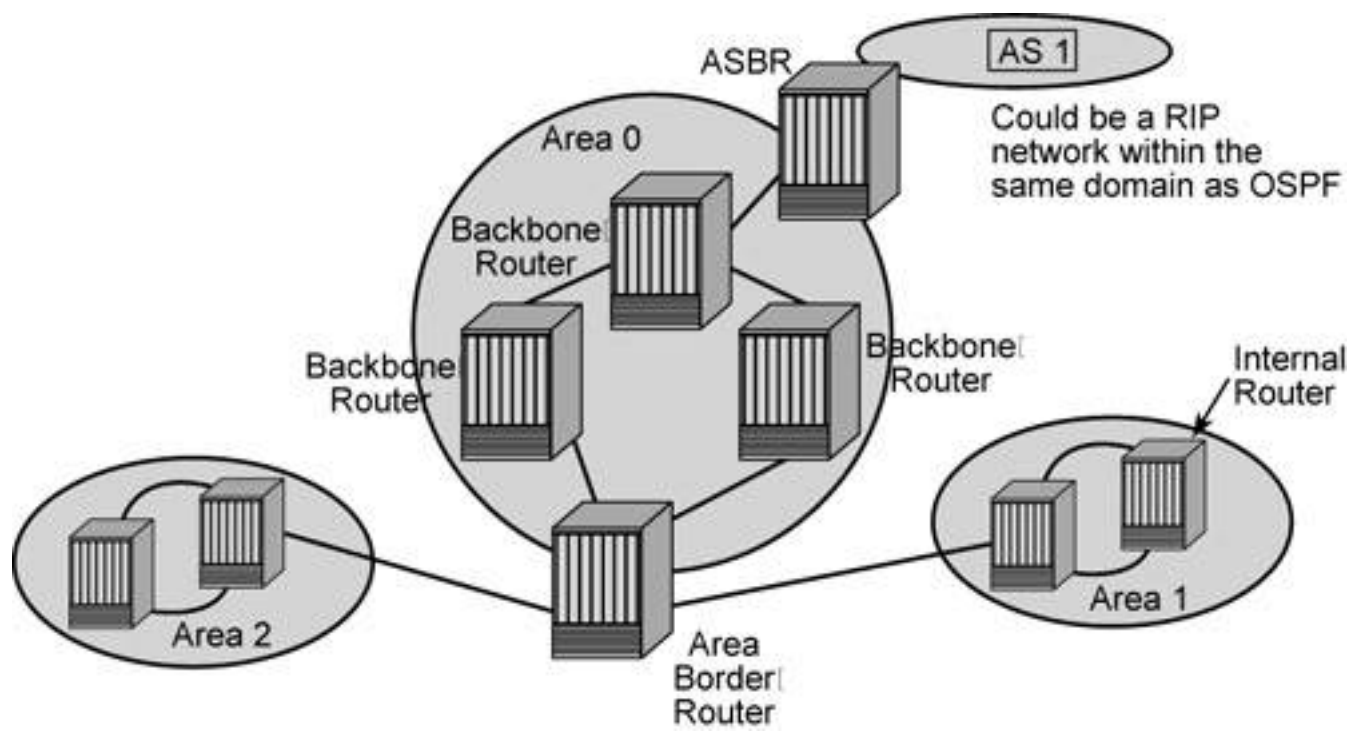 AS 1
ASBR
Could be a RIP
network within the
same domain as OSPF
Area 0
Backbone
Router
Backbone
Router
Backbone
Router
Internal
Router
Area 2
Area 1
Area
Border
Router